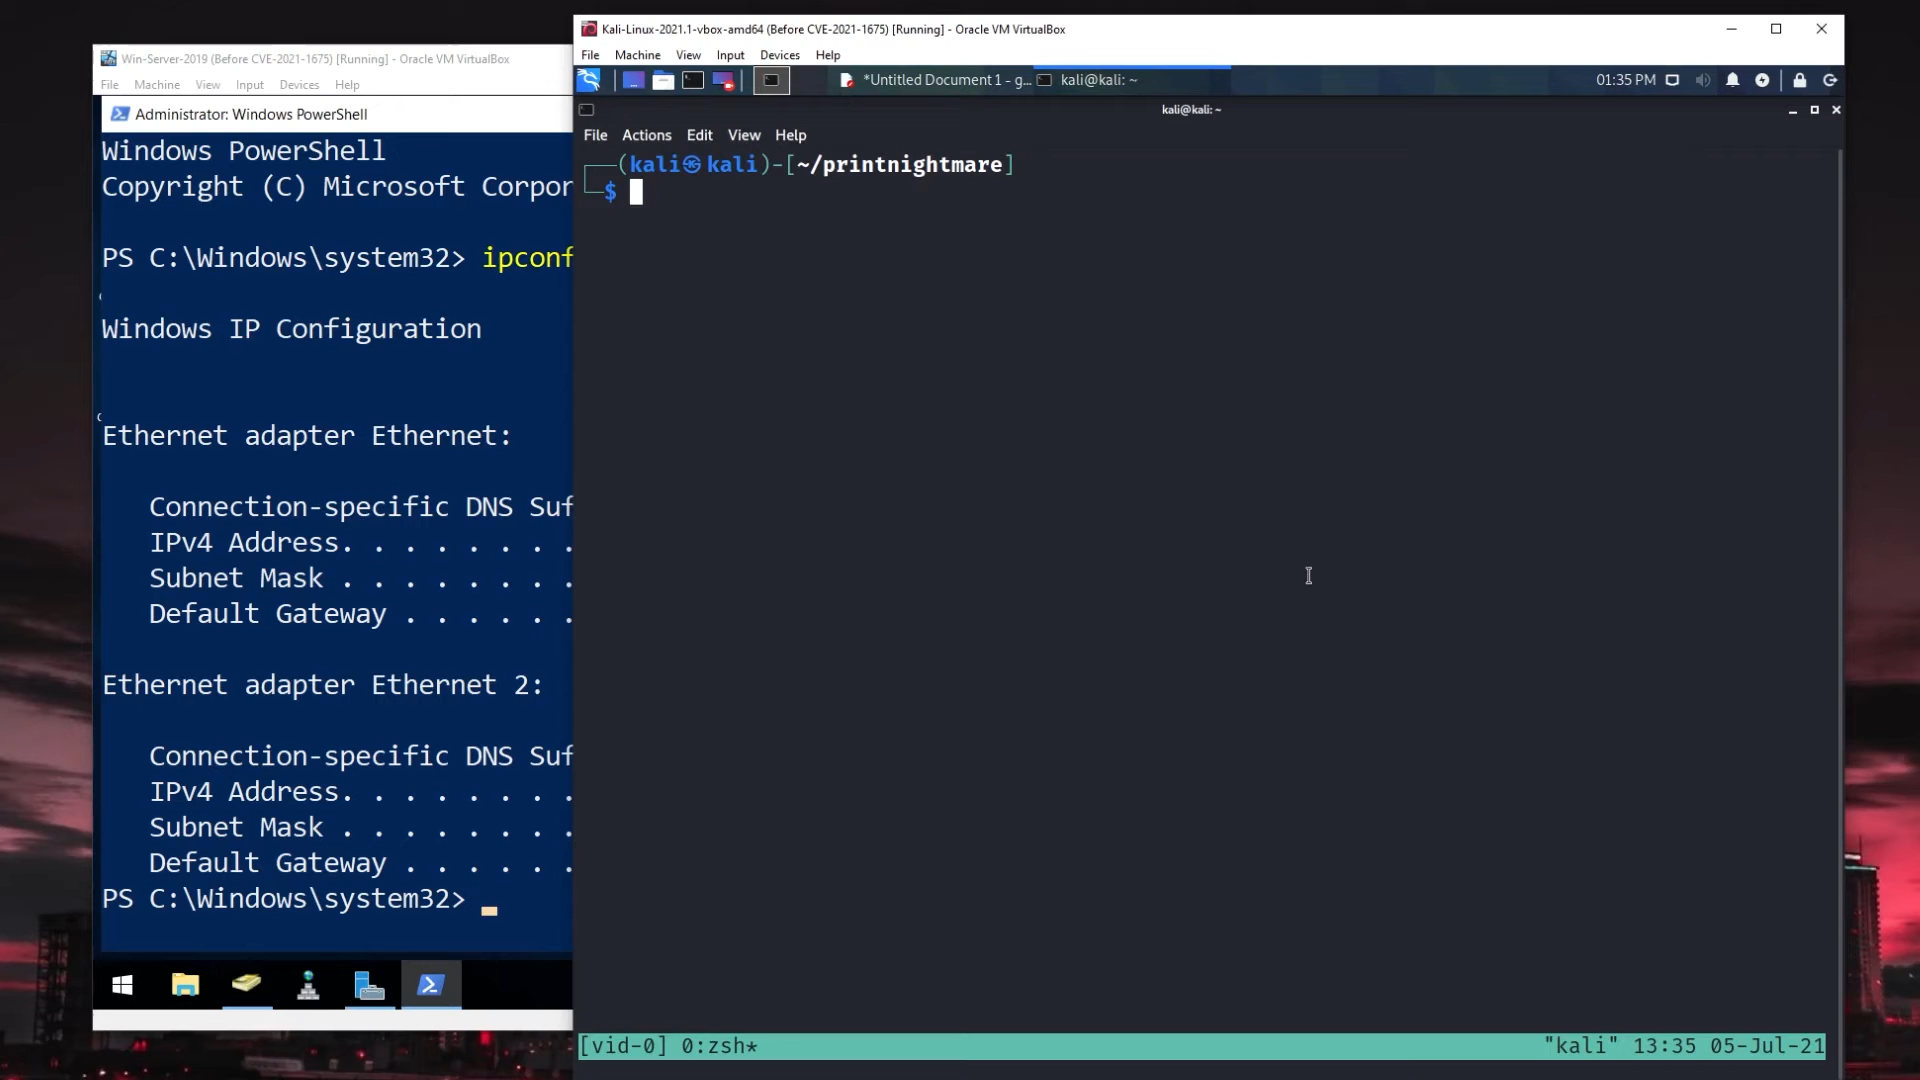 Kali-Linux-2021.1-vbox-amd64 (Before CVE-2021-1675) [Running] - Oracle VM VirtualBox
File Machine View Input Devices Help
*Untitled Document 1 - g... kali@kali: ~ 01:35 PM
kali@kali: ~
File Actions Edit View Help
(kali㉿kali)-[~/printnightmare]
$
[vid-0] 0:zsh* "kali" 13:35 05-Jul-21
Win-Server-2019 (Before CVE-2021-1675) [Running] - Oracle VM VirtualBox
File Machine View Input Devices Help
Administrator: Windows PowerShell
Windows PowerShell
Copyright (C) Microsoft Corpor
PS C:\Windows\system32> ipconf
Windows IP Configuration
Ethernet adapter Ethernet:
Connection-specific DNS Suf
IPv4 Address. . . . . . . .
Subnet Mask . . . . . . . .
Default Gateway . . . . . .
Ethernet adapter Ethernet 2:
Connection-specific DNS Suf
IPv4 Address. . . . . . . .
Subnet Mask . . . . . . . .
Default Gateway . . . . . .
PS C:\Windows\system32>